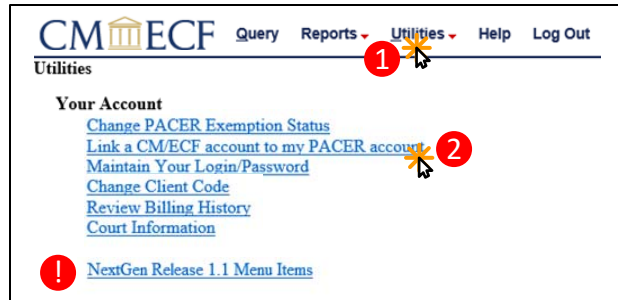 CM ECF Query Reports Utilities Help Log Out
1
Utilities
Your Account
Change PACER Exemption Status
Link a CM/ECF account to my PACER account 2
Maintain Your Login/Password
Change Client Code
Review Billing History
Court Information
! NextGen Release 1.1 Menu Items